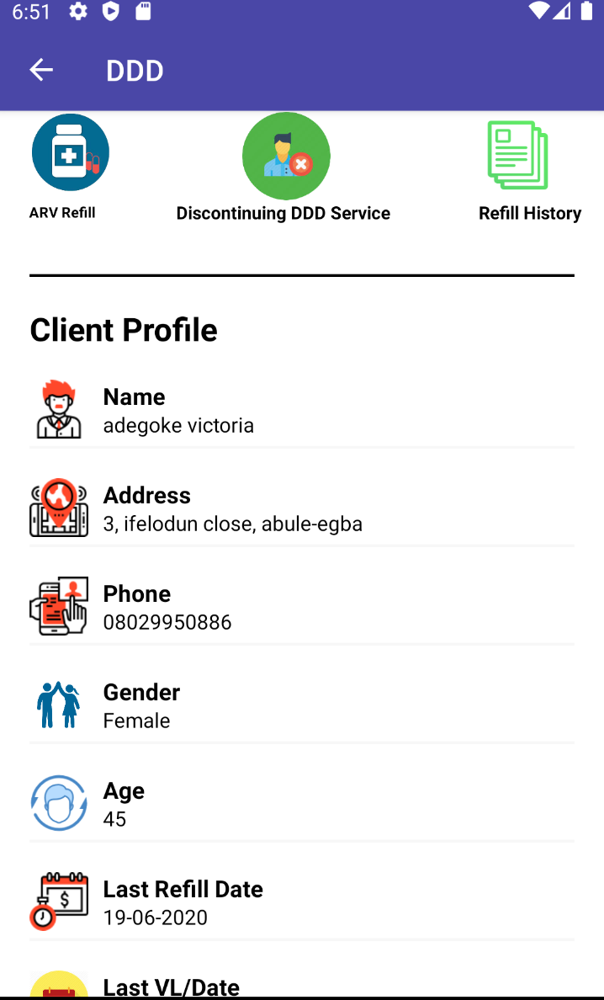 6:51
DDD
ARV Refill
Discontinuing DDD Service
Refill History
Client Profile
Name
adegoke victoria
Address
3, ifelodun close, abule-egba
Phone
08029950886
Gender
Female
Age
45
Last Refill Date
19-06-2020
Last VL/Date